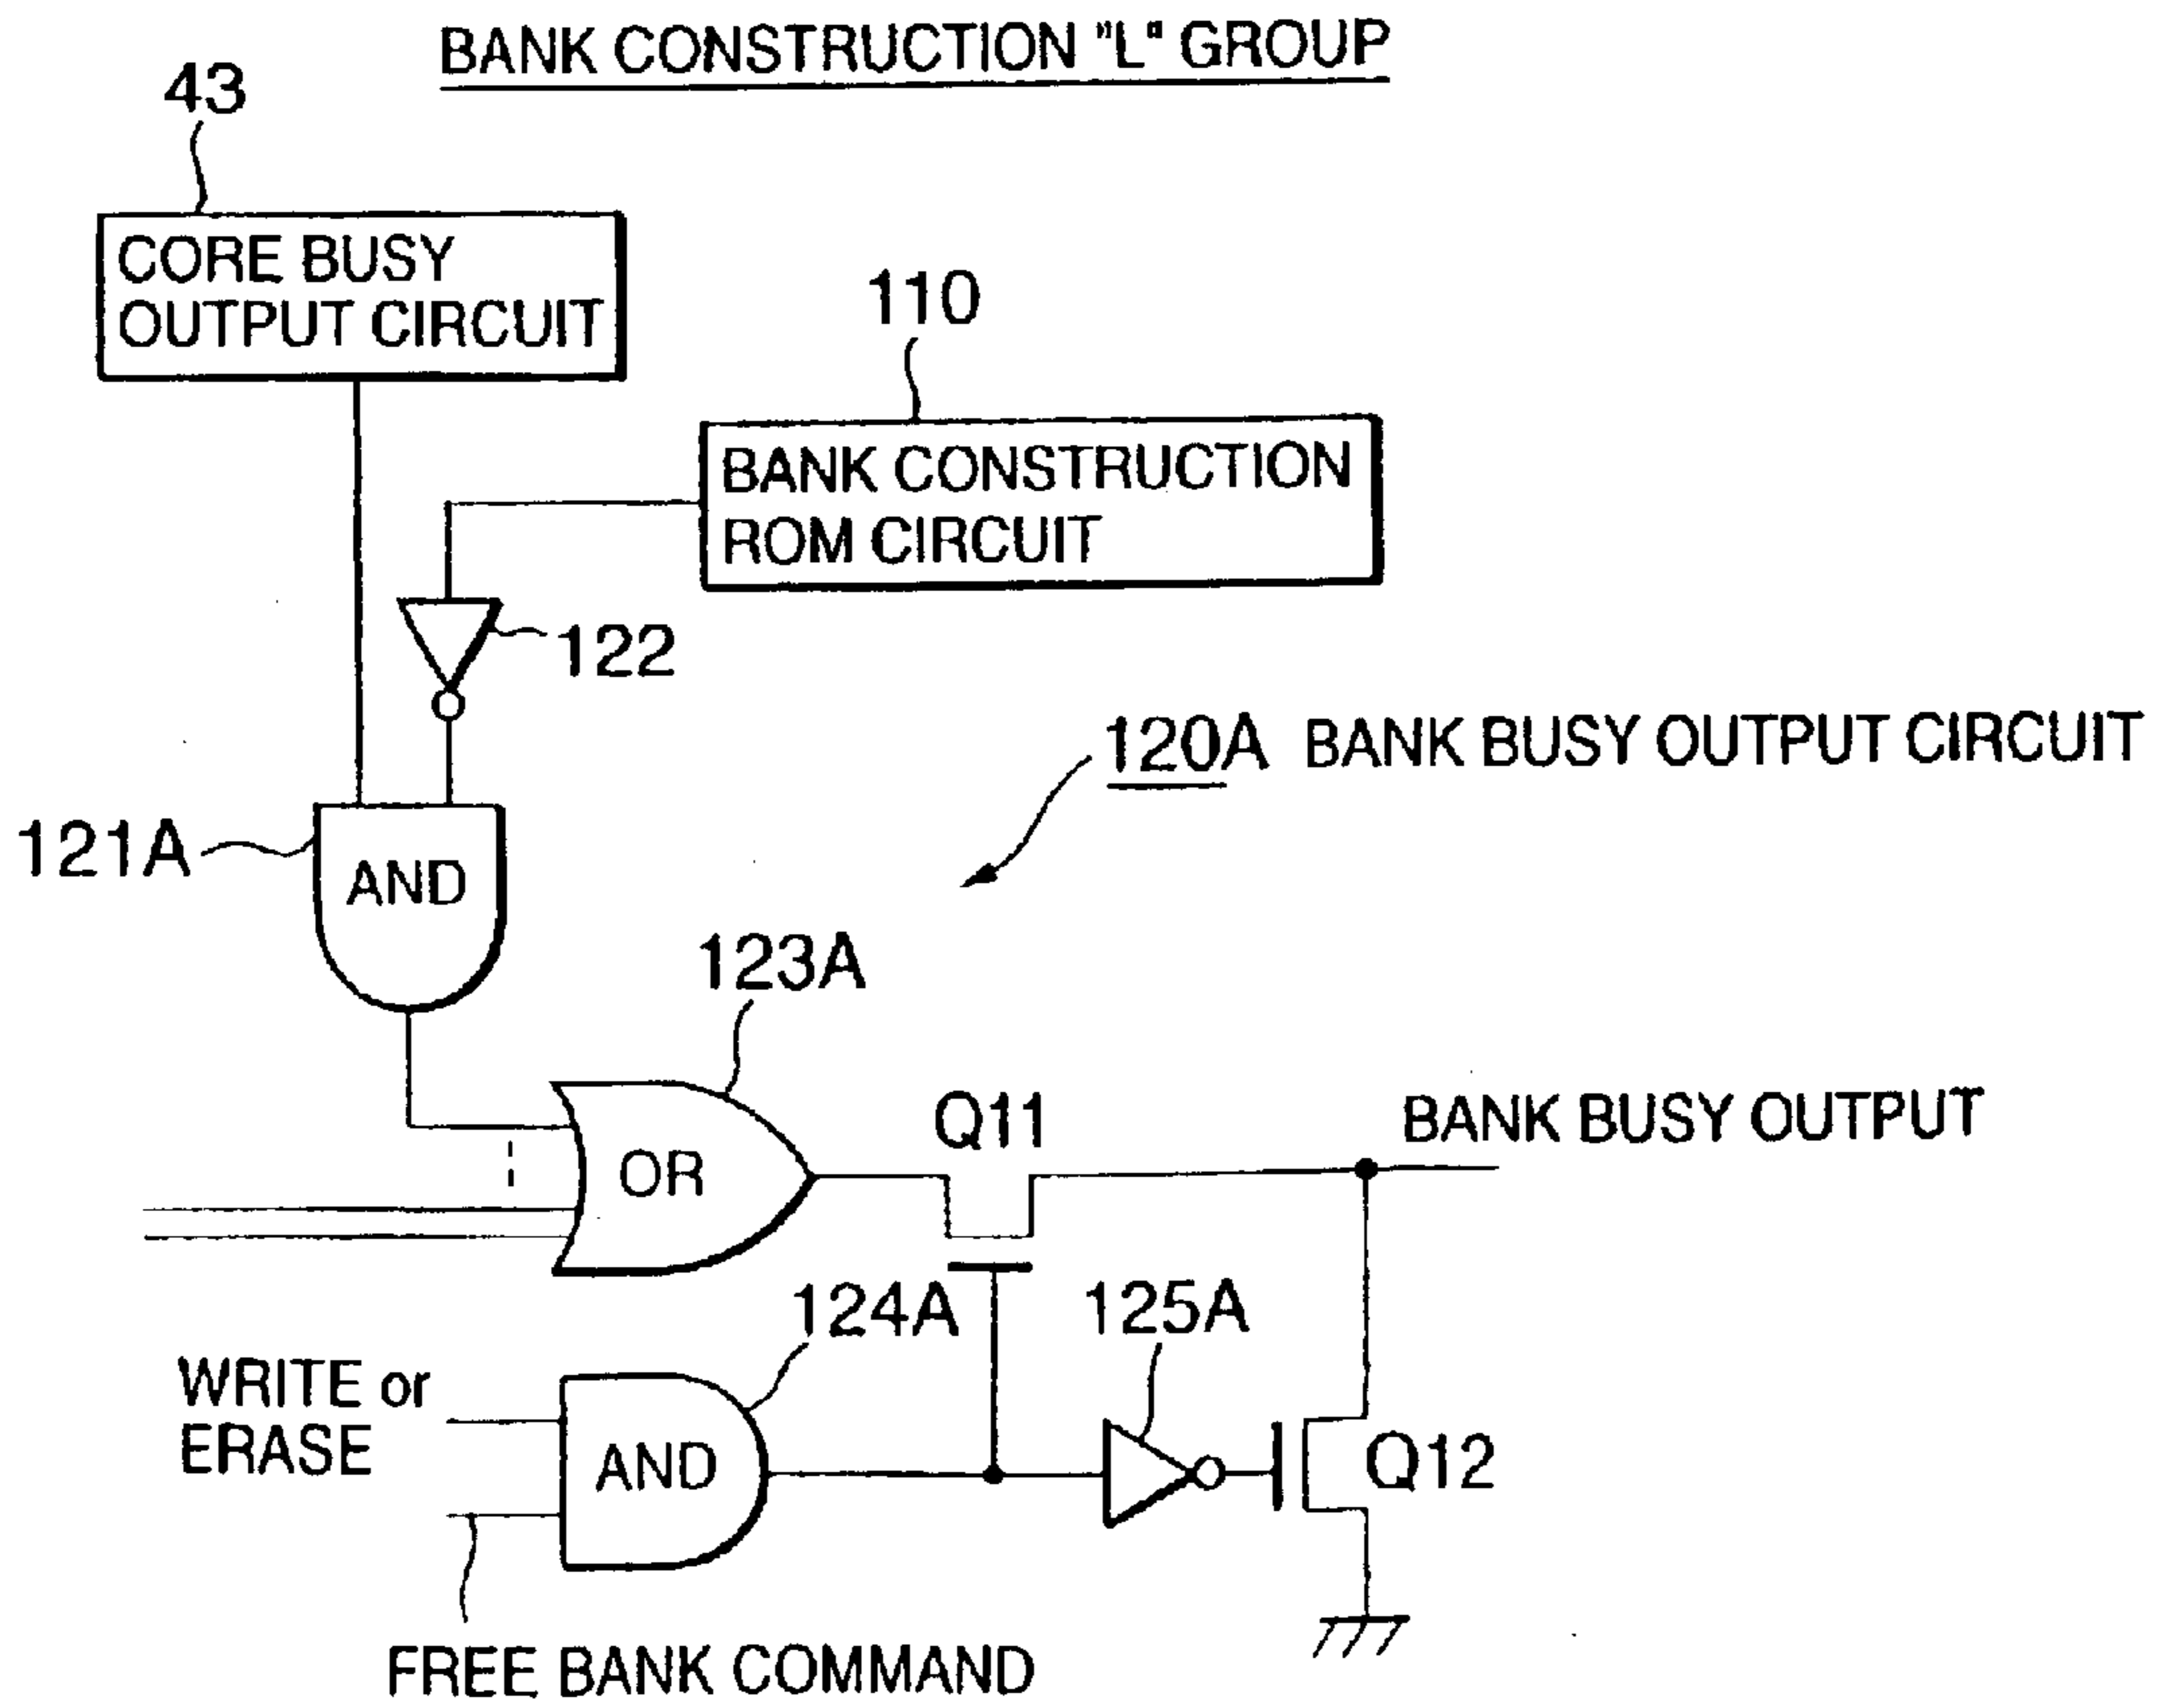 BANK CONSTRUCTION "L" GROUP
43
CORE BUSY
OUTPUT CIRCUIT
110
BANK CONSTRUCTION
ROM CIRCUIT
122
120A BANK BUSY OUTPUT CIRCUIT
121A
AND
123A
OR
Q11
BANK BUSY OUTPUT
124A
125A
WRITE or
ERASE
AND
Q12
FREE BANK COMMAND